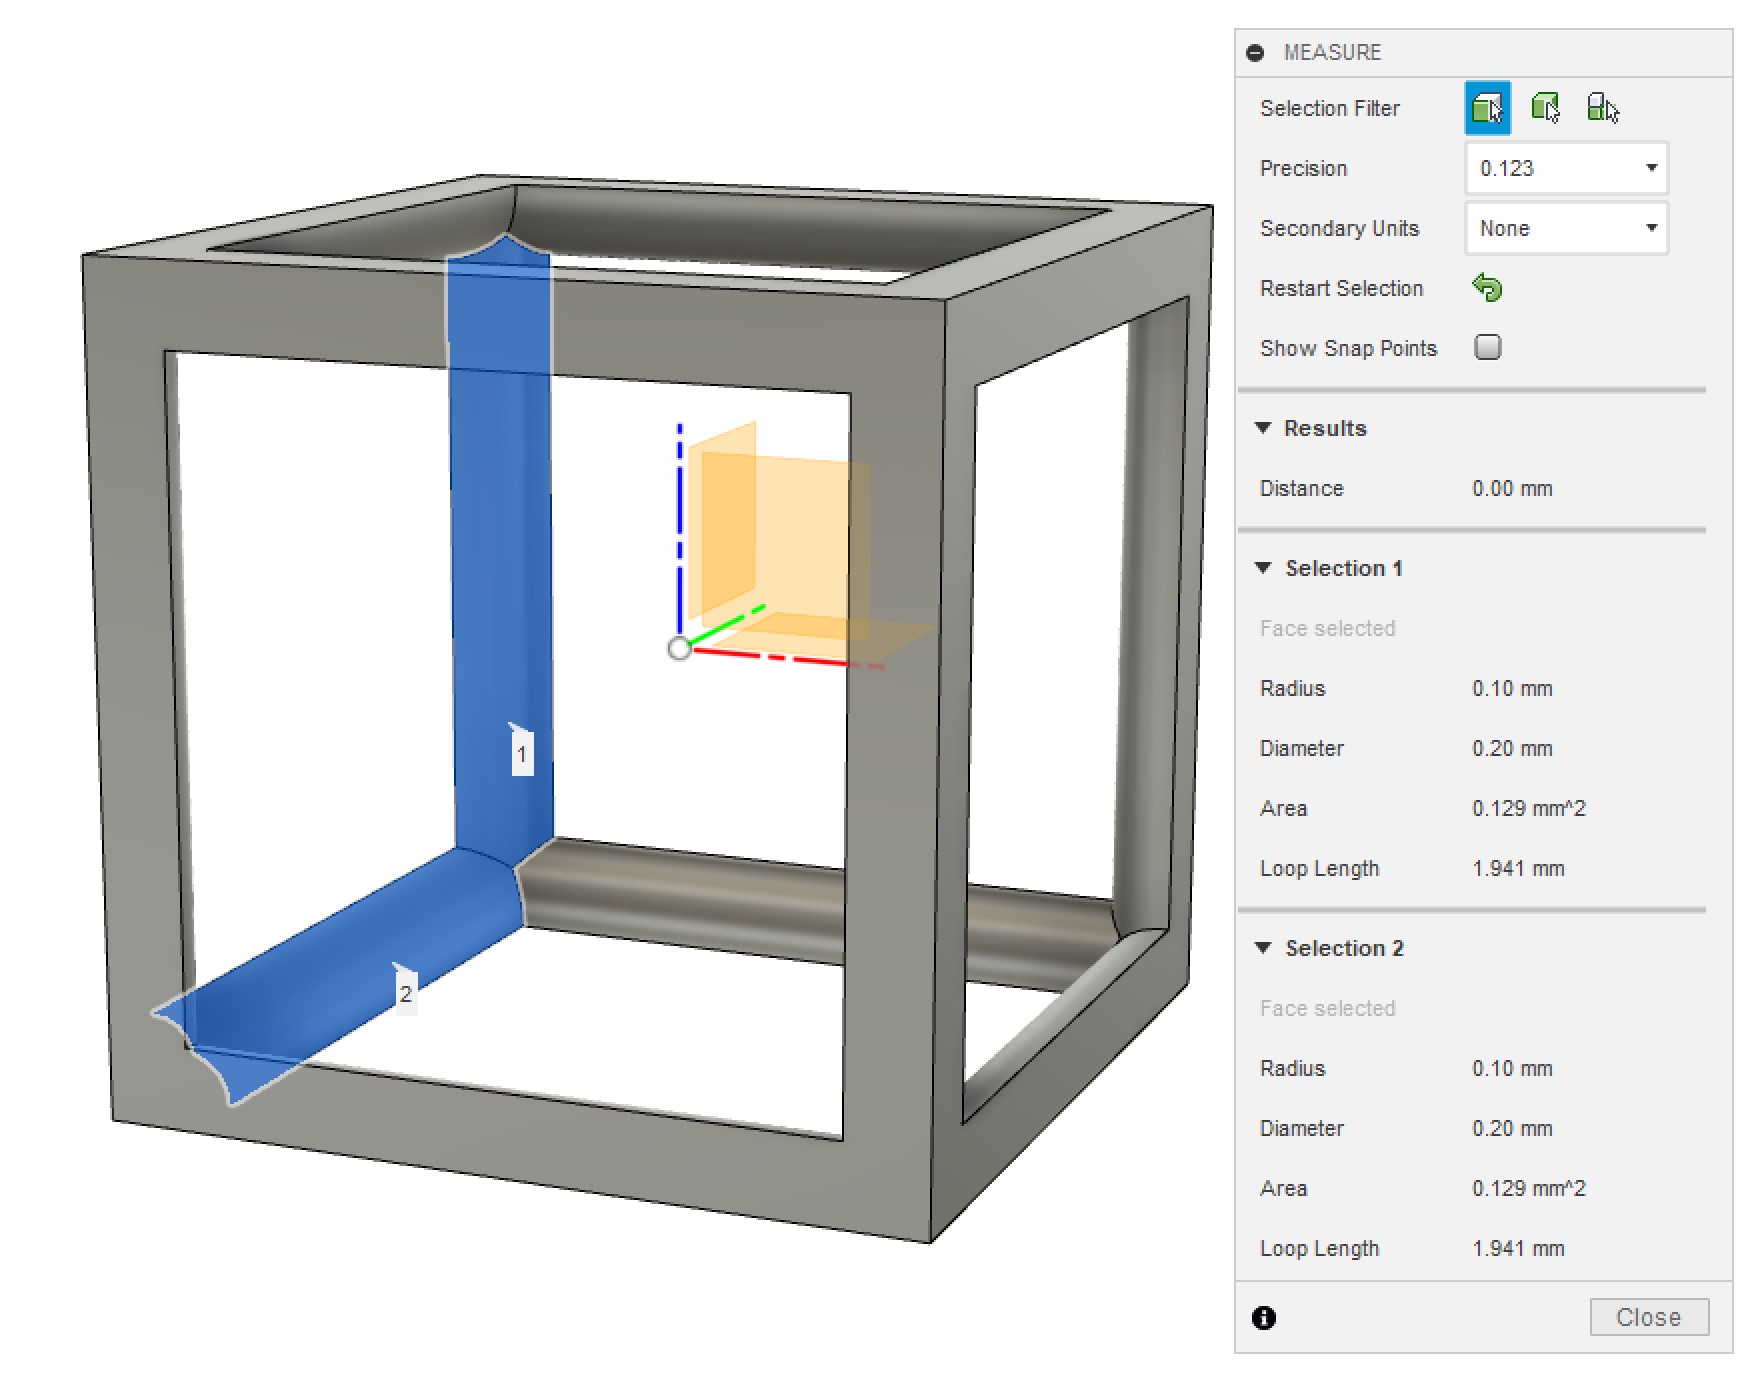 MEASURE
Selection Filter
Precision 0.123
Secondary Units None
Restart Selection
Show Snap Points
Results
Distance 0.00 mm
Selection 1
Face selected
Radius 0.10 mm
Diameter 0.20 mm
Area 0.129 mm^2
Loop Length 1.941 mm
Selection 2
Face selected
Radius 0.10 mm
Diameter 0.20 mm
Area 0.129 mm^2
Loop Length 1.941 mm
Close
1
2